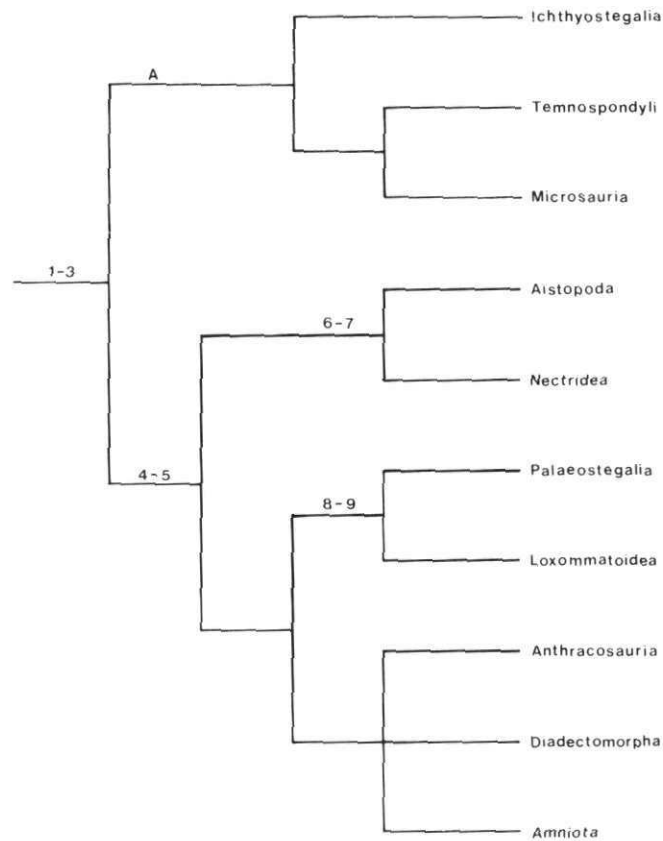 Ichthyostegalia
A
Temnospondyli
Microsauria
1-3
Aistopoda
6-7
Nectridea
Palaeostegalia
4-5
8-9
Loxommatoidea
Anthracosauria
Diadectomorpha
Amniota